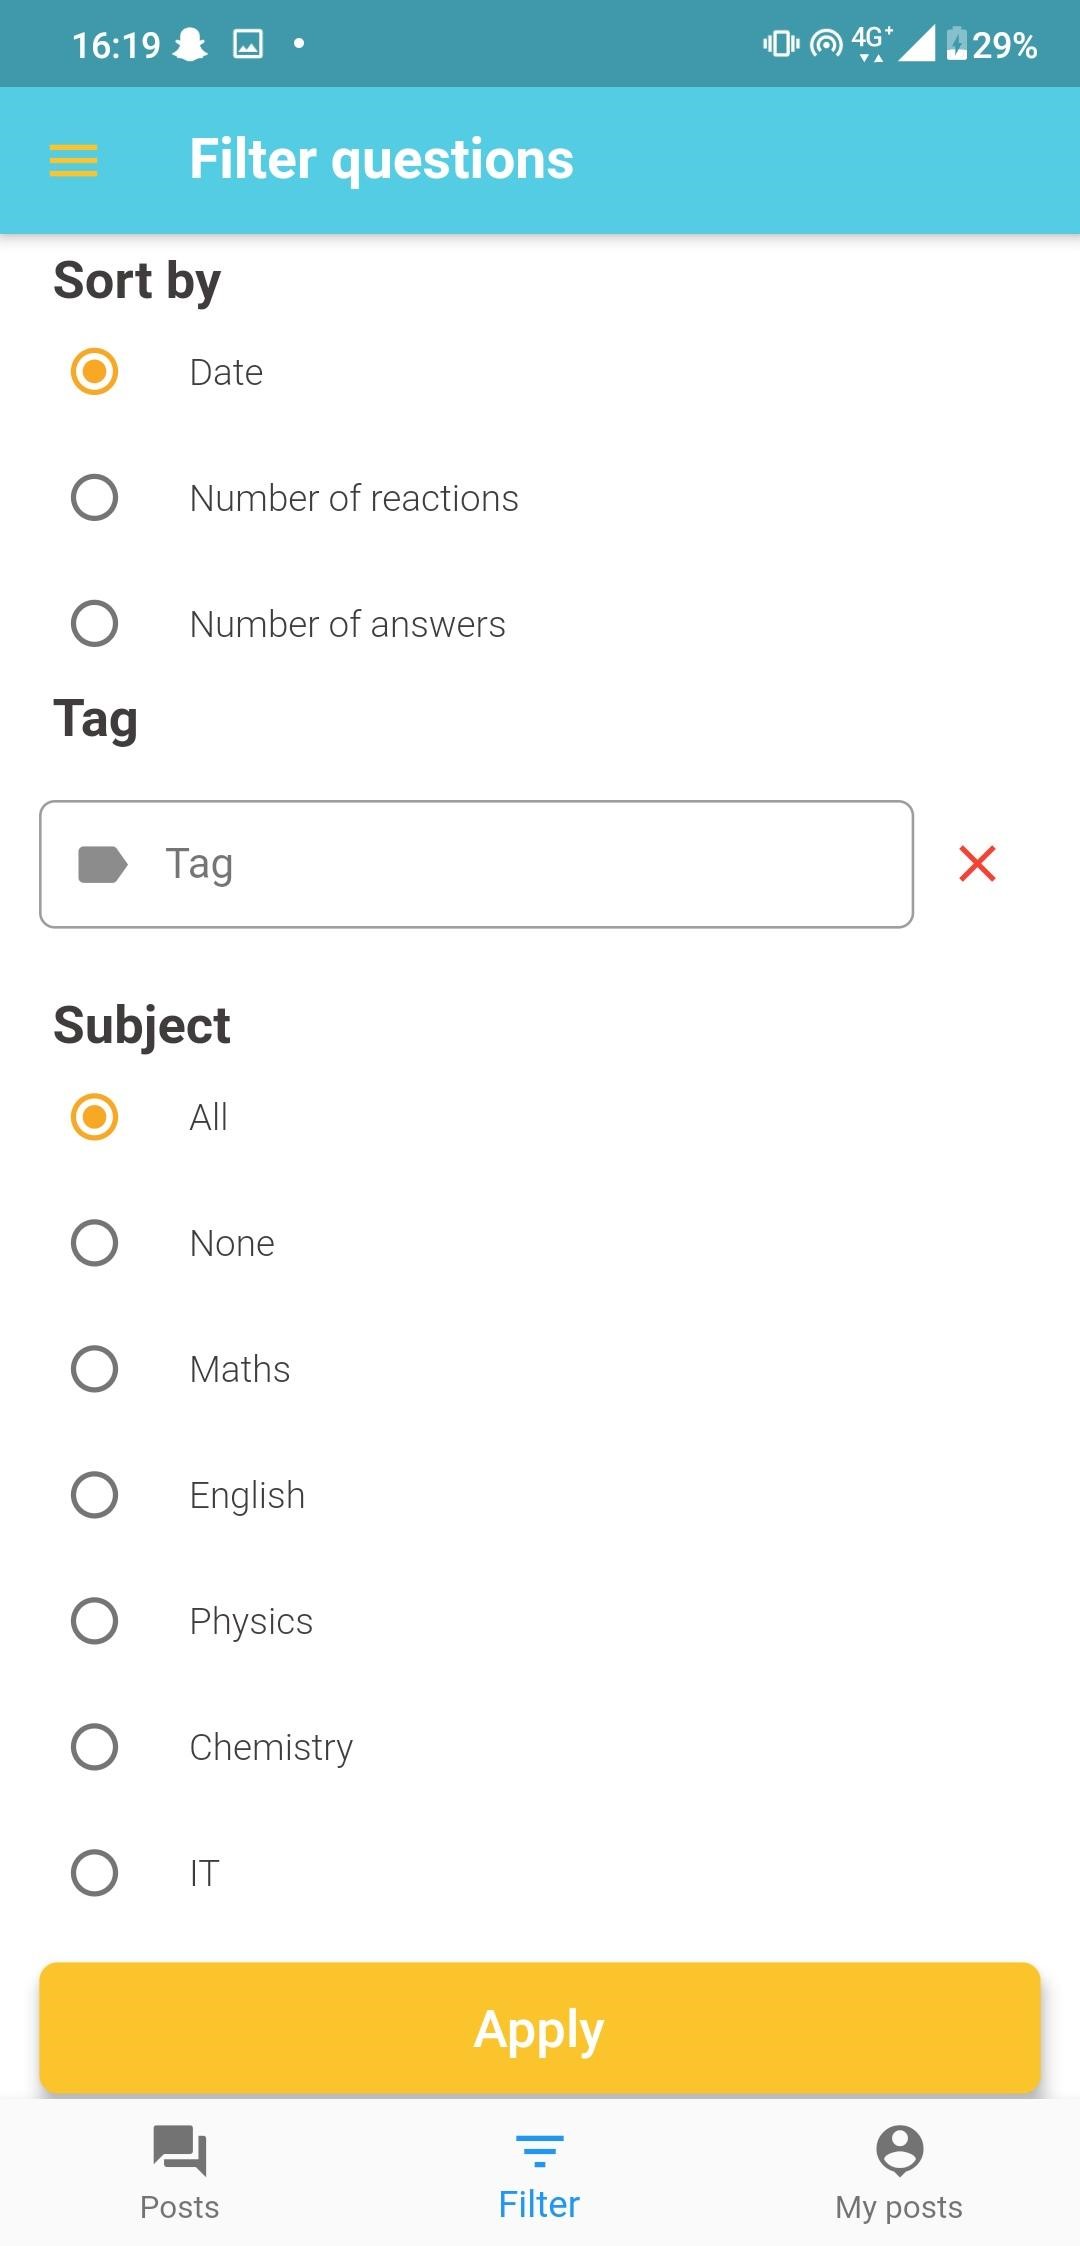 16:19 4G+ 29%
Filter questions
Sort by
Date
Number of reactions
Number of answers
Tag
Tag
Subject
All
None
Maths
English
Physics
Chemistry
IT
Apply
Posts Filter My posts